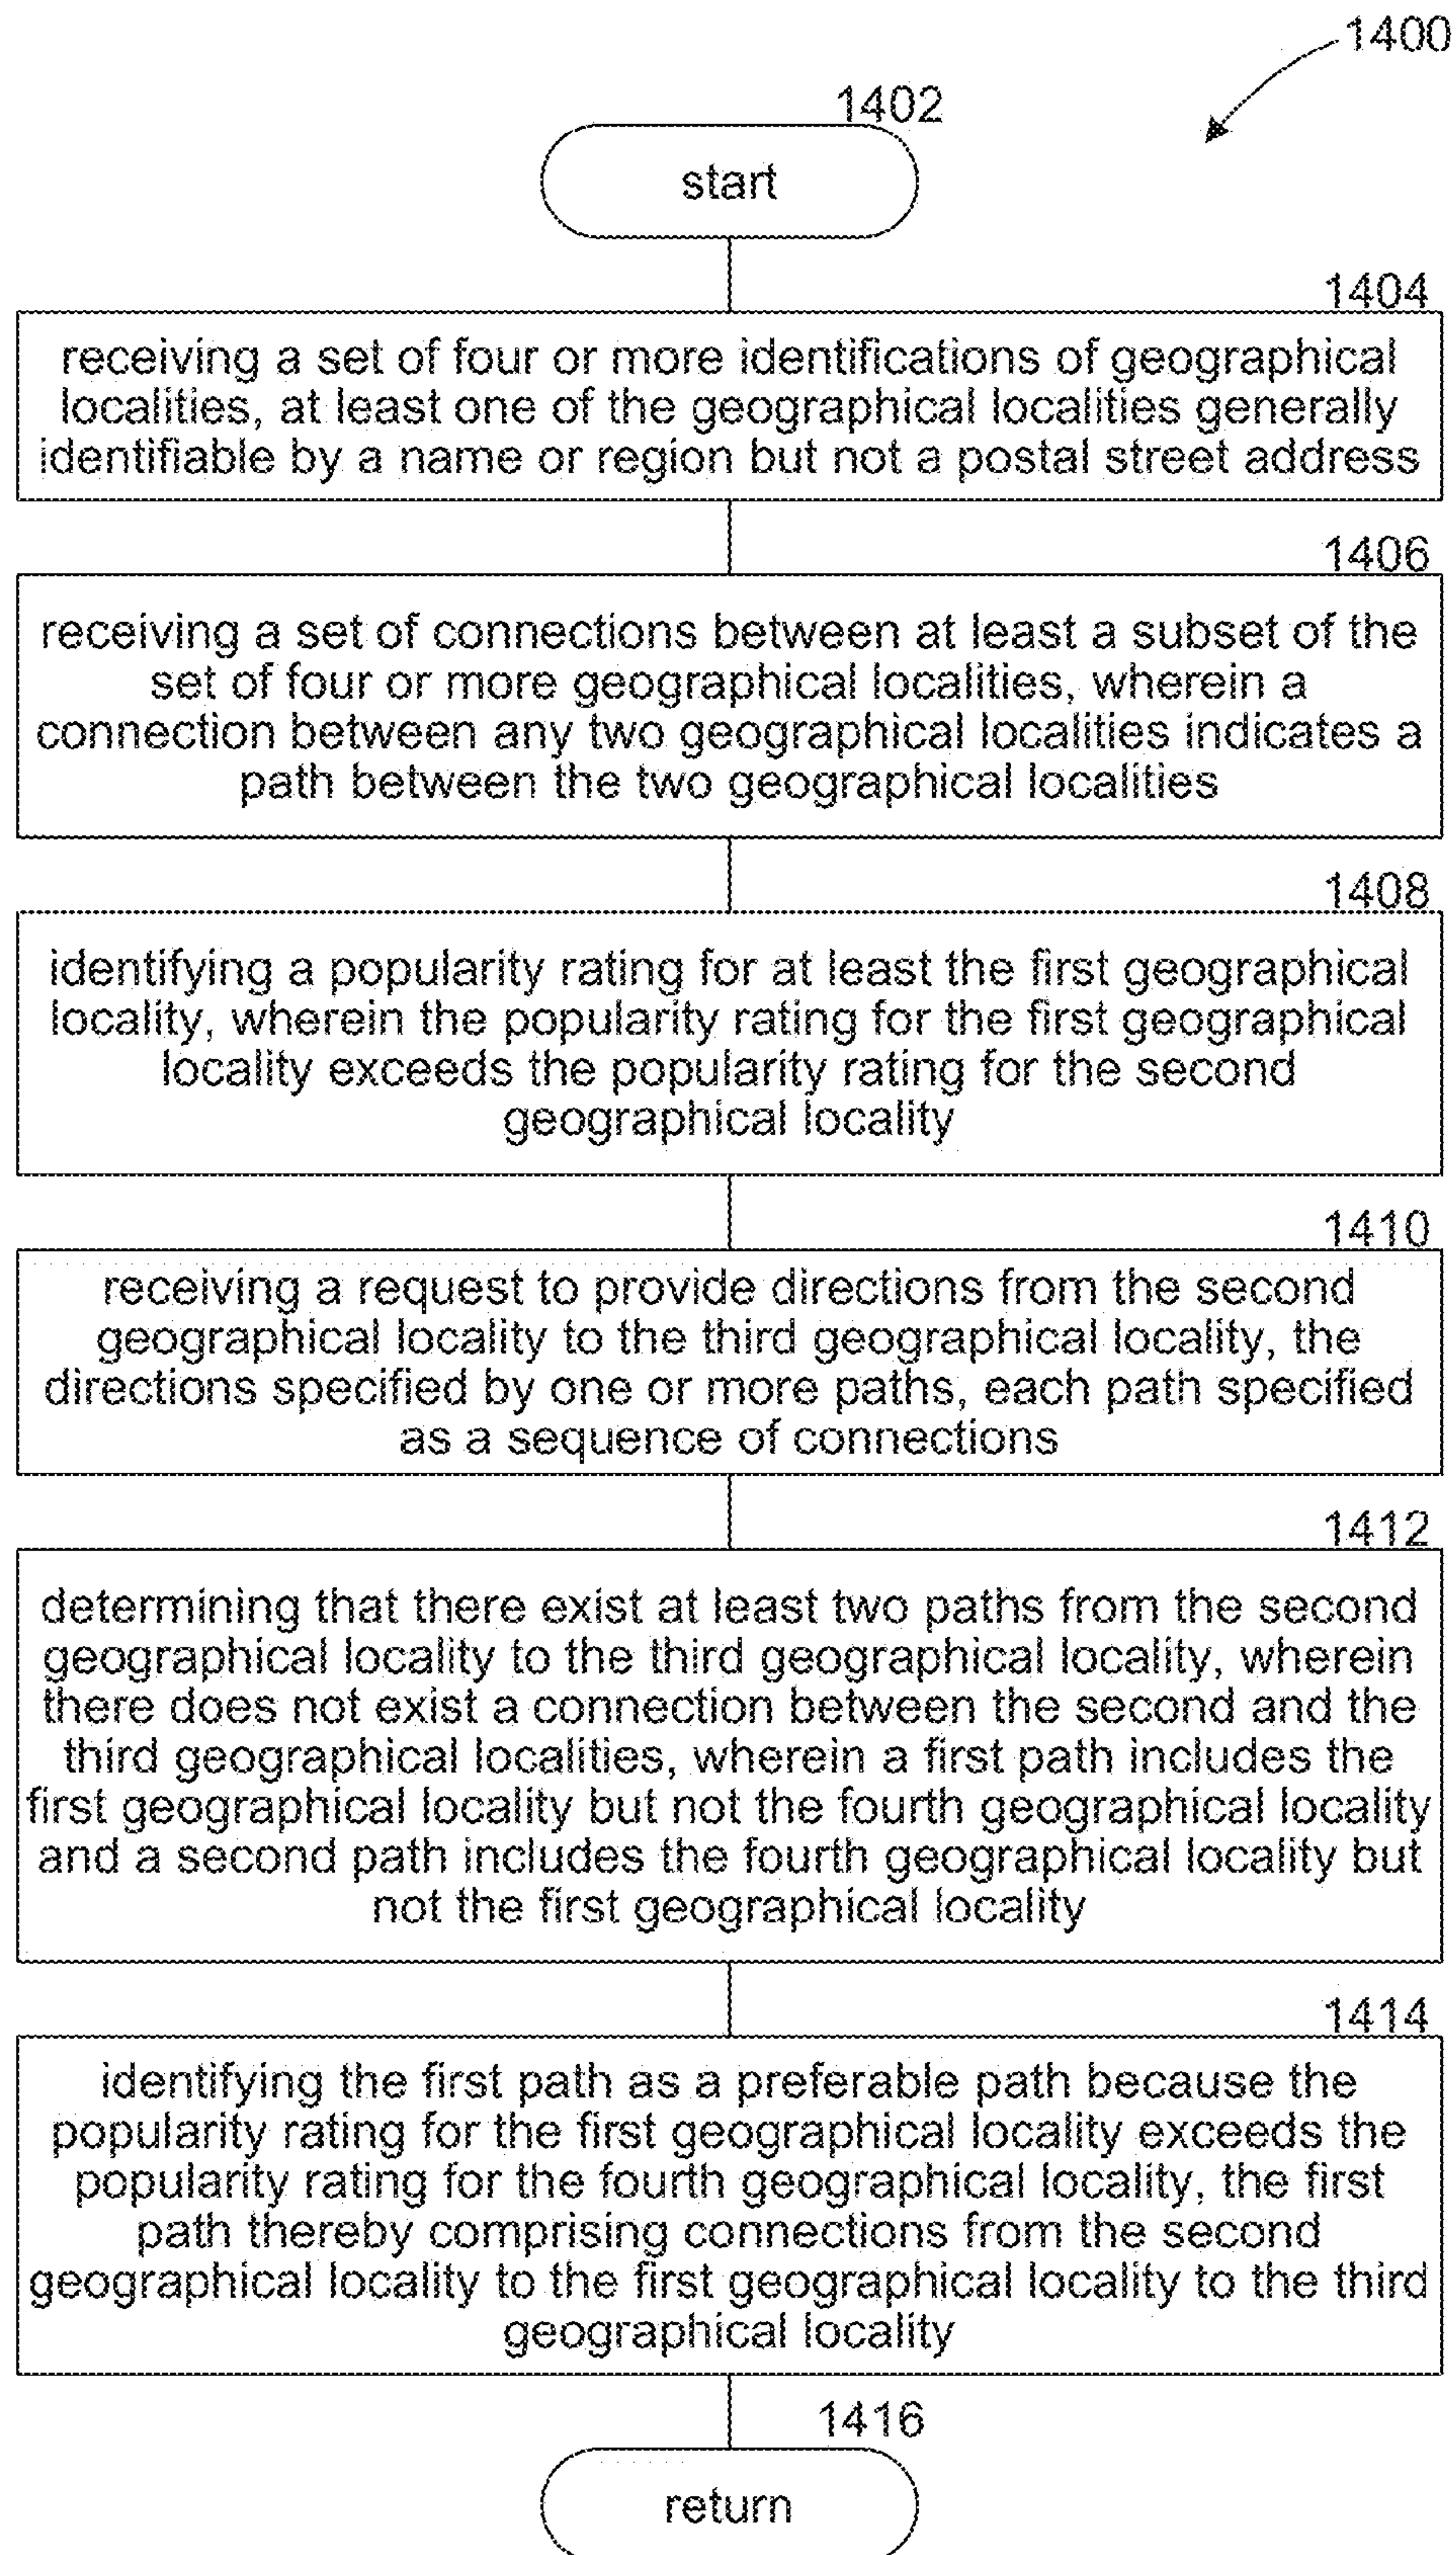 1400
1402
start
1404
receiving a set of four or more identifications of geographical
localities, at least one of the geographical localities generally
identifiable by a name or region but not a postal street address
1406
receiving a set of connections between at least a subset of the
set of four or more geographical localities, wherein a
connection between any two geographical localities indicates a
path between the two geographical localities
1408
identifying a popularity rating for at least the first geographical
locality, wherein the popularity rating for the first geographical
locality exceeds the popularity rating for the second
geographical locality
1410
receiving a request to provide directions from the second
geographical locality to the third geographical locality, the
directions specified by one or more paths, each path specified
as a sequence of connections
1412
determining that there exist at least two paths from the second
geographical locality to the third geographical locality, wherein
there does not exist a connection between the second and the
third geographical localities, wherein a first path includes the
first geographical locality but not the fourth geographical locality
and a second path includes the fourth geographical locality but
not the first geographical locality
1414
identifying the first path as a preferable path because the
popularity rating for the first geographical locality exceeds the
popularity rating for the fourth geographical locality, the first
path thereby comprising connections from the second
geographical locality to the first geographical locality to the third
geographical locality
1416
return